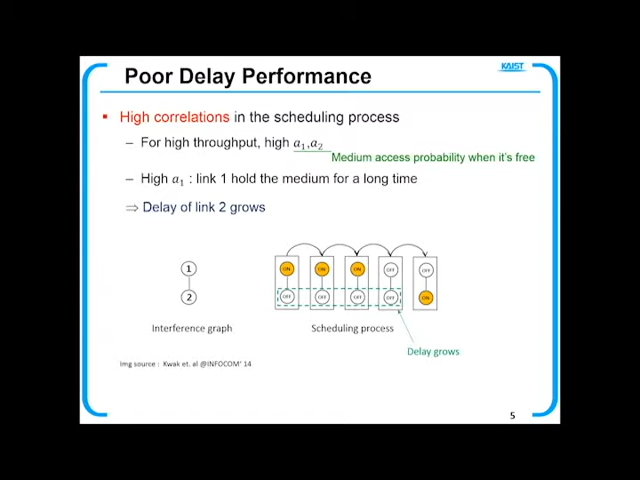 Poor Delay Performance
KAIST
▪ High correlations in the scheduling process
– For high throughput, high a₁,a₂
Medium access probability when it's free
– High a₁ : link 1 hold the medium for a long time
⇒ Delay of link 2 grows
1
2
ON ON ON OFF OFF
OFF OFF OFF OFF ON
Interference graph
Scheduling process
Delay grows
Img source : Kwak et. al @INFOCOM' 14
5